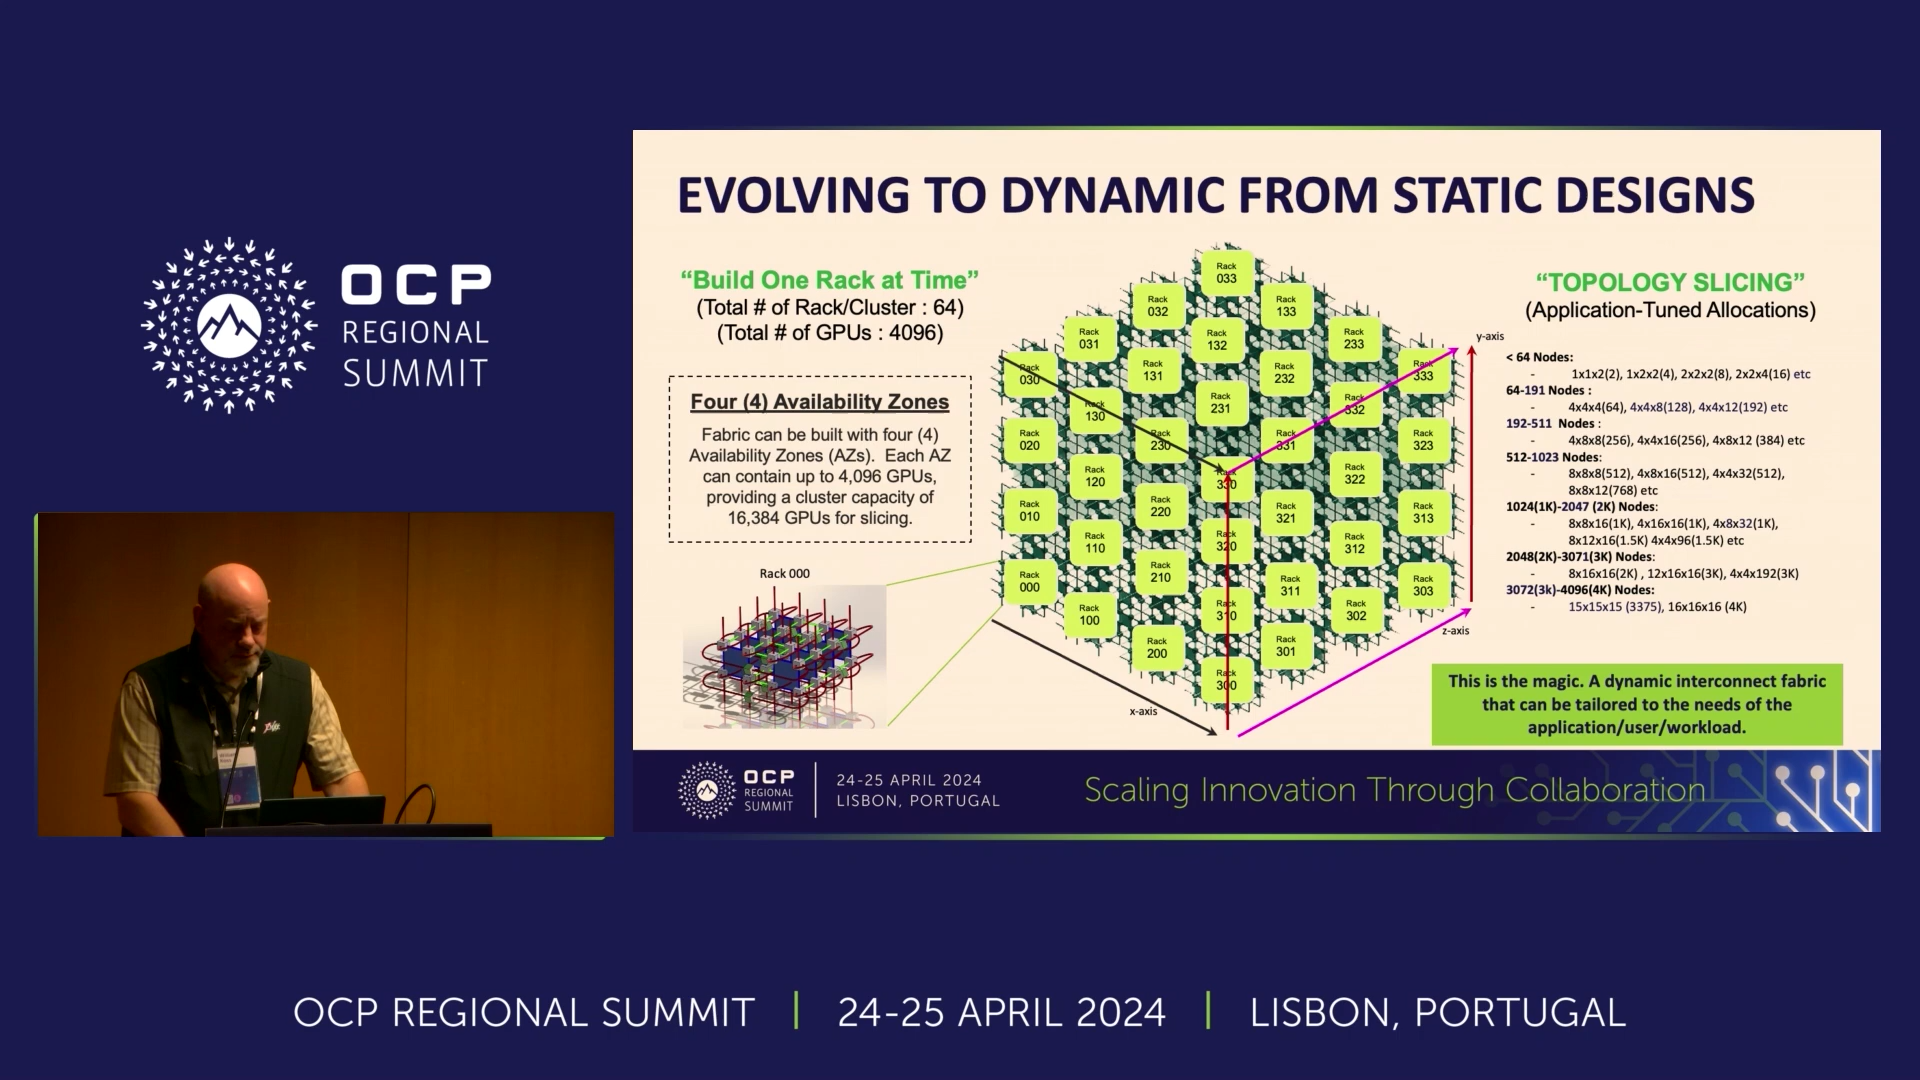 OCP
REGIONAL
SUMMIT
EVOLVING TO DYNAMIC FROM STATIC DESIGNS
“Build One Rack at Time”
(Total # of Rack/Cluster : 64)
(Total # of GPUs : 4096)
Four (4) Availability Zones
Fabric can be built with four (4)
Availability Zones (AZs). Each AZ
can contain up to 4,096 GPUs,
providing a cluster capacity of
16,384 GPUs for slicing.
Rack 000
Rack
033
Rack
032
Rack
133
Rack
031
Rack
132
Rack
233
Rack
030
Rack
131
Rack
232
Rack
333
Rack
130
Rack
231
Rack
332
Rack
020
Rack
230
Rack
331
Rack
323
Rack
120
Rack
330
Rack
322
Rack
010
Rack
220
Rack
321
Rack
313
Rack
110
Rack
320
Rack
312
Rack
000
Rack
210
Rack
311
Rack
303
Rack
100
Rack
310
Rack
302
Rack
200
Rack
301
Rack
300
x-axis
y-axis
z-axis
“TOPOLOGY SLICING”
(Application-Tuned Allocations)
< 64 Nodes:
- 1x1x2(2), 1x2x2(4), 2x2x2(8), 2x2x4(16) etc
64-191 Nodes :
- 4x4x4(64), 4x4x8(128), 4x4x12(192) etc
192-511 Nodes :
- 4x8x8(256), 4x4x16(256), 4x8x12 (384) etc
512-1023 Nodes:
- 8x8x8(512), 4x8x16(512), 4x4x32(512),
8x8x12(768) etc
1024(1K)-2047 (2K) Nodes:
- 8x8x16(1K), 4x16x16(1K), 4x8x32(1K),
8x12x16(1.5K) 4x4x96(1.5K) etc
2048(2K)-3071(3K) Nodes:
- 8x16x16(2K) , 12x16x16(3K), 4x4x192(3K)
3072(3k)-4096(4K) Nodes:
- 15x15x15 (3375), 16x16x16 (4K)
This is the magic. A dynamic interconnect fabric
that can be tailored to the needs of the
application/user/workload.
OCP
REGIONAL
SUMMIT
24-25 APRIL 2024
LISBON, PORTUGAL
Scaling Innovation Through Collaboration
OCP REGIONAL SUMMIT | 24-25 APRIL 2024 | LISBON, PORTUGAL